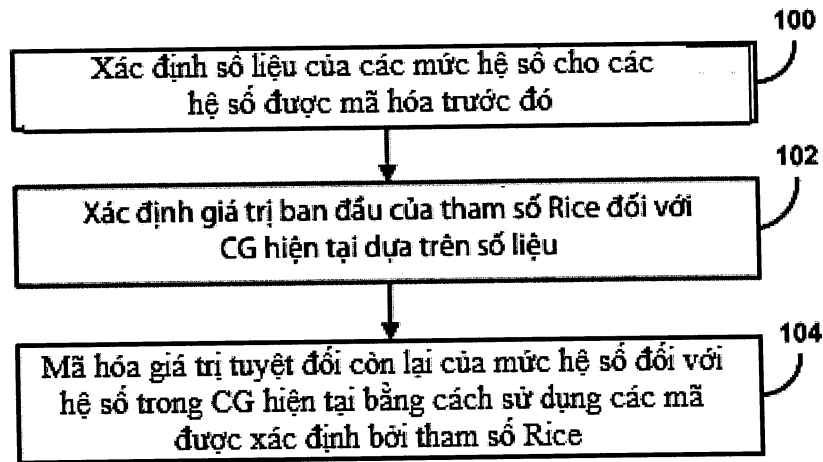 100
Xác định số liệu của các mức hệ số cho các
hệ số được mã hóa trước đó
102
Xác định giá trị ban đầu của tham số Rice đối với
CG hiện tại dựa trên số liệu
104
Mã hóa giá trị tuyệt đối còn lại của mức hệ số đối với
hệ số trong CG hiện tại bằng cách sử dụng các mã
được xác định bởi tham số Rice